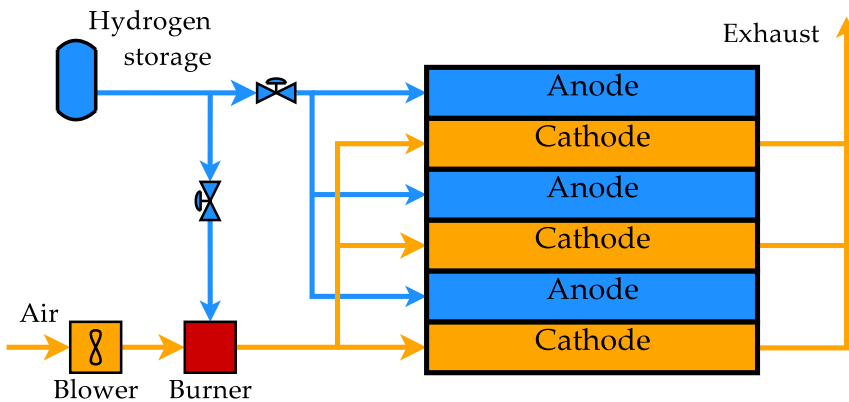 Hydrogen
storage
Exhaust
Anode
Cathode
Anode
Cathode
Anode
Cathode
Air
Blower
Burner